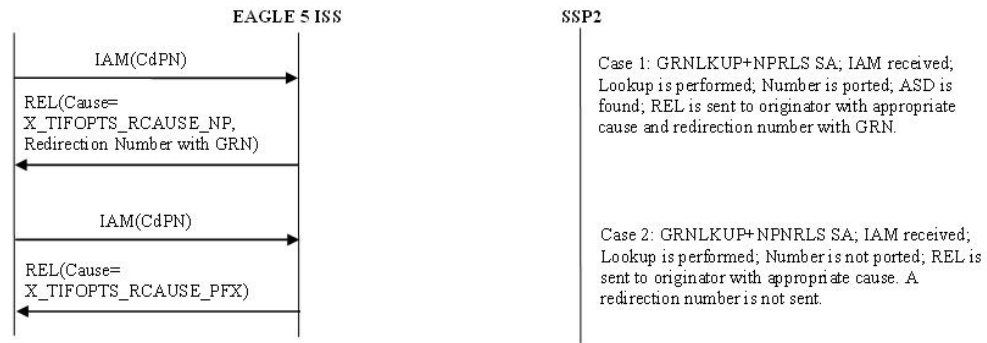 EAGLE 5 ISS
SSP2
IAM(CdPN)
REL(Cause=
X_TIFOPTS_RCAUSE_NP,
Redirection Number with GRN)
Case 1: GRNLKUP+NPRLS SA; IAM received;
Lookup is performed; Number is ported; ASD is
found; REL is sent to originator with appropriate
cause and redirection number with GRN.
IAM(CdPN)
REL(Cause=
X_TIFOPTS_RCAUSE_PFX)
Case 2: GRNLKUP+NPNRLS SA; IAM received;
Lookup is performed; Number is not ported; REL is
sent to originator with appropriate cause. A
redirection number is not sent.